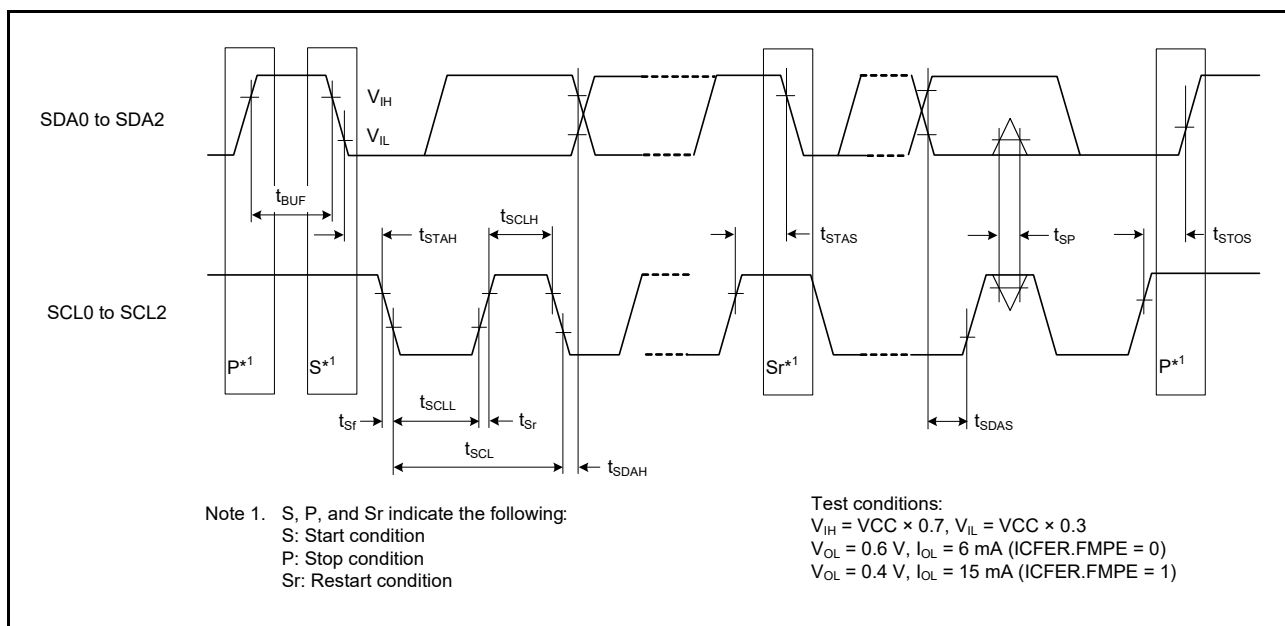 SDA0 to SDA2
VIH
VIL
tBUF
tSTAH
tSCLH
tSTAS
tSP
tSTOS
SCL0 to SCL2
P*1
S*1
Sr*1
P*1
tSf
tSCLL
tSr
tSDAS
tSCL
tSDAH
Note 1. S, P, and Sr indicate the following:
S: Start condition
P: Stop condition
Sr: Restart condition
Test conditions:
VIH = VCC × 0.7, VIL = VCC × 0.3
VOL = 0.6 V, IOL = 6 mA (ICFER.FMPE = 0)
VOL = 0.4 V, IOL = 15 mA (ICFER.FMPE = 1)